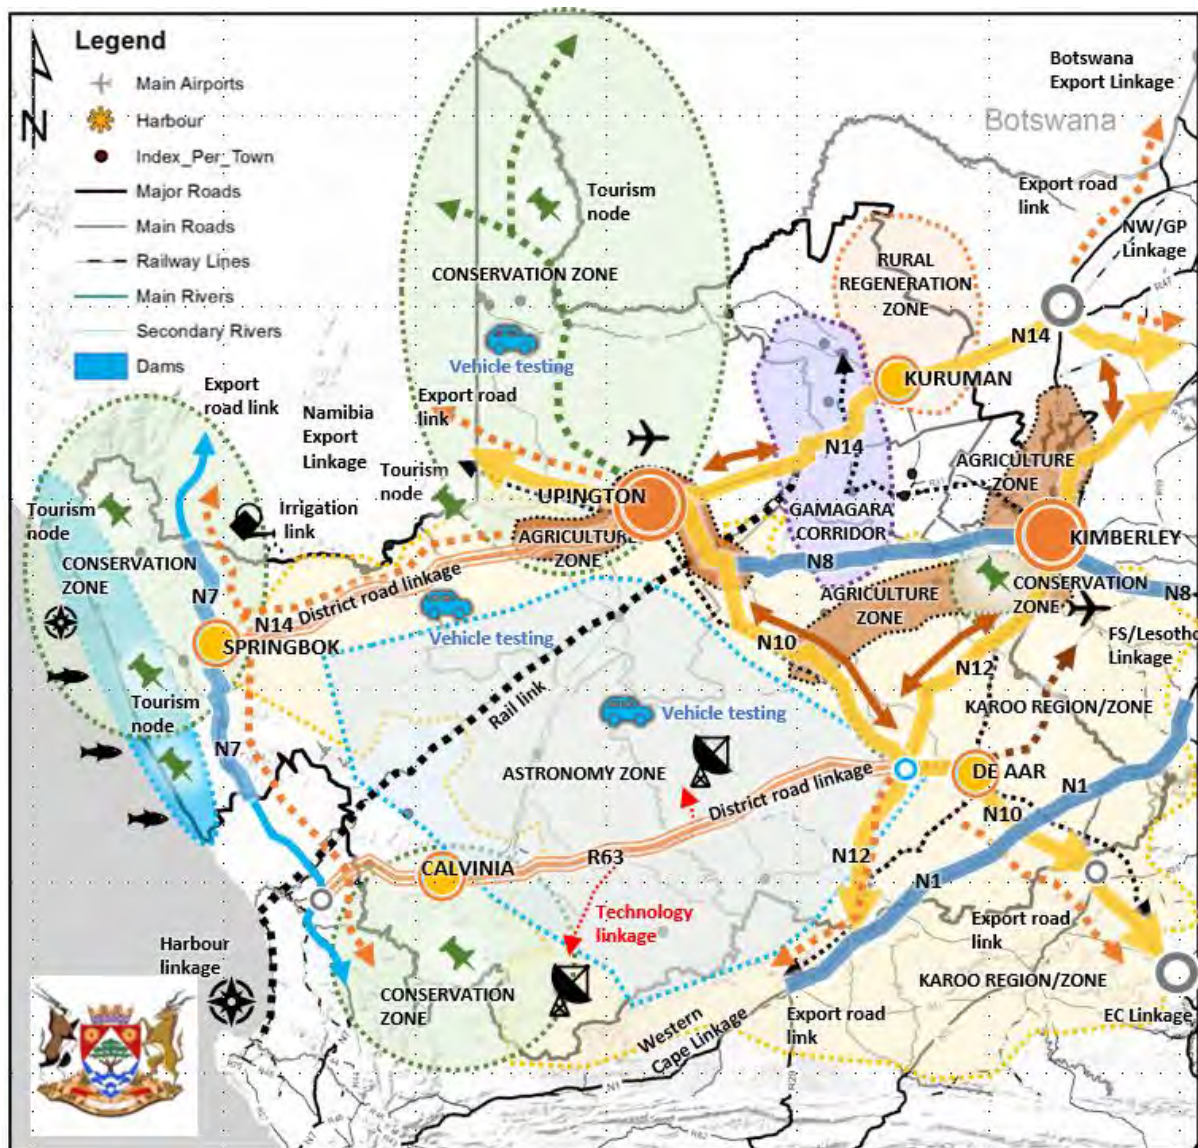 Legend
Main Airports
Harbour
Index_Per_Town
Major Roads
Main Roads
Railway Lines
Main Rivers
Secondary Rivers
Dams
N
Botswana
Export Linkage
Botswana
Export road
link
NW/GP
Linkage
Tourism
node
CONSERVATION ZONE
RURAL
REGENERATION
ZONE
N14
Vehicle testing
KURUMAN
Export
road link
Namibia
Export
Linkage
Export road
link
N14
AGRICULTURE
ZONE
Tourism
node
UPINGTON
Irrigation
link
Tourism
node
GAMAGARA
CORRIDOR
KIMBERLEY
AGRICULTURE
ZONE
CONSERVATION
ZONE
N8
N7
District road linkage
AGRICULTURE
ZONE
CONSERVATION
ZONE
N8
N14
SPRINGBOK
Vehicle testing
N10
N12
FS/Lesotho
Linkage
Tourism
node
Rail link
Vehicle testing
KAROO REGION/ZONE
N7
ASTRONOMY ZONE
District road linkage
DE AAR
N1
N10
CALVINIA
R63
N12
N1
Technology
linkage
Export road
link
Harbour
linkage
CONSERVATION
ZONE
KAROO REGION/ZONE
Western
Cape Linkage
Export road
link
EC Linkage
N1